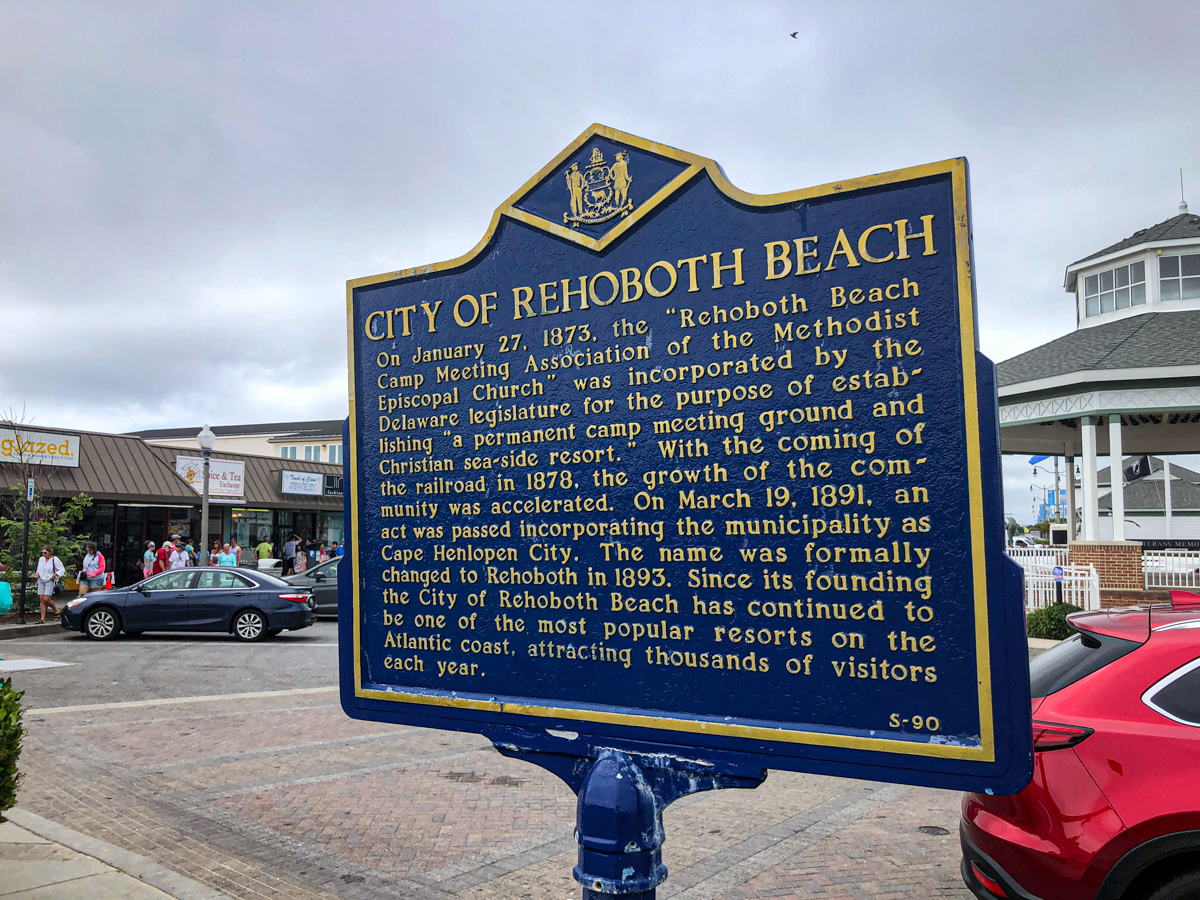 CITY OF REHOBOTH BEACH
On January 27, 1873, the "Rehoboth Beach
Camp Meeting Association of the Methodist
Episcopal Church" was incorporated by the
Delaware legislature for the purpose of estab-
lishing "a permanent camp meeting ground and
Christian sea-side resort." With the coming of
the railroad in 1878, the growth of the com-
munity was accelerated. On March 19, 1891, an
act was passed incorporating the municipality as
Cape Henlopen City. The name was formally
changed to Rehoboth in 1893. Since its founding
the City of Rehoboth Beach has continued to
be one of the most popular resorts on the
Atlantic coast, attracting thousands of visitors
each year.
S-90
glazed.
& Tea
Exchange